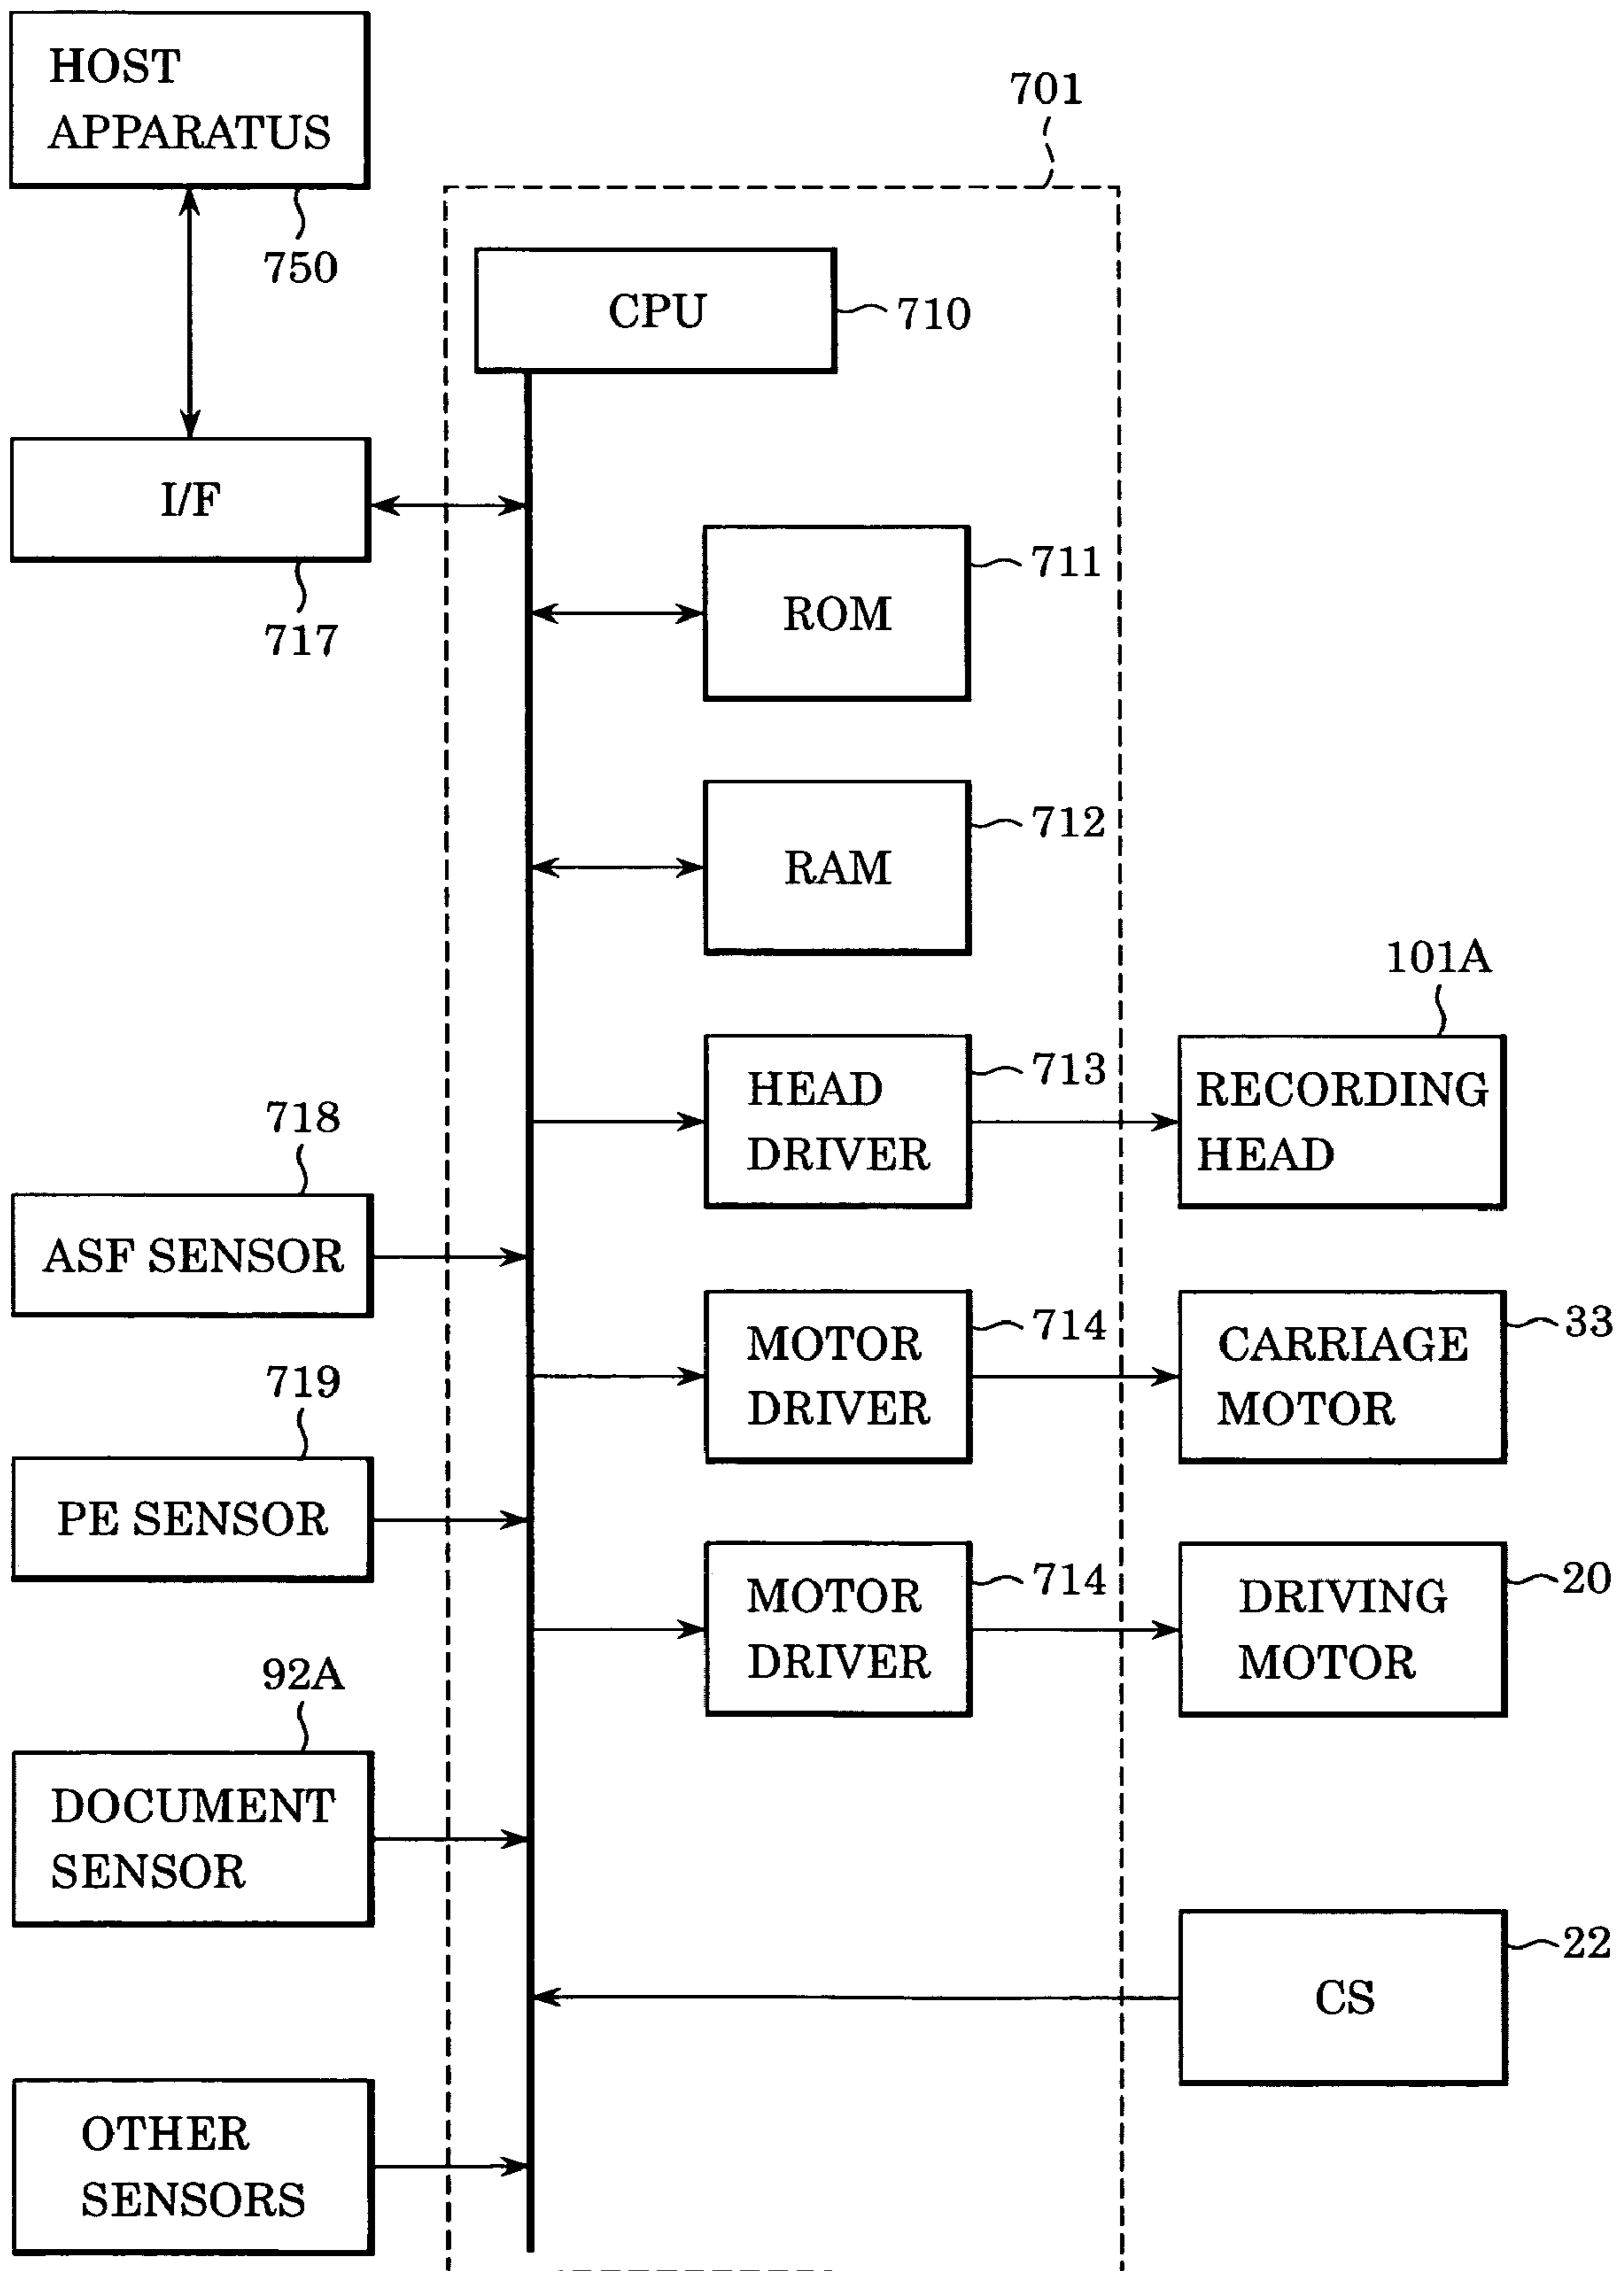 HOST
APPARATUS
750
701
CPU
710
I/F
717
ROM
711
RAM
712
HEAD
DRIVER
713
101A
RECORDING
HEAD
718
ASF SENSOR
MOTOR
DRIVER
714
CARRIAGE
MOTOR
33
719
PE SENSOR
MOTOR
DRIVER
714
DRIVING
MOTOR
20
92A
DOCUMENT
SENSOR
CS
22
OTHER
SENSORS